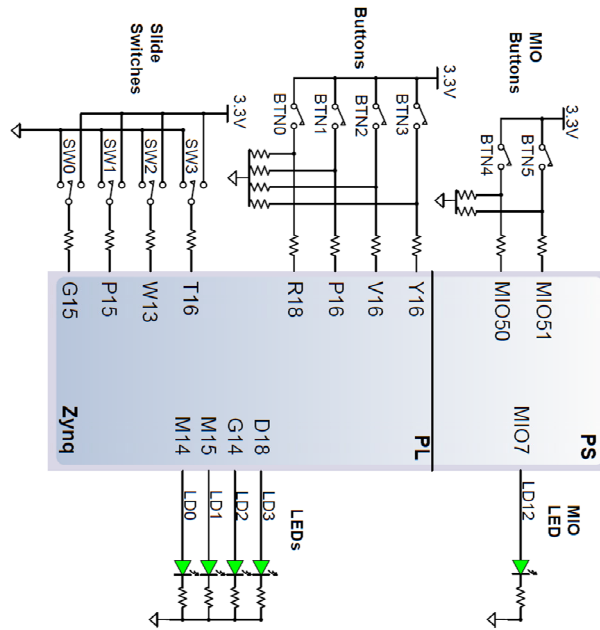 MIO
Buttons
3.3V
BTN5
BTN4
MIO51
MIO50
PS
MIO7
LD12
MIO
LED
Buttons
3.3V
BTN3
BTN2
BTN1
BTN0
Y16
V16
P16
R18
PL
D18
G14
M15
M14
LD3
LD2
LD1
LD0
LEDs
Slide
Switches
3.3V
SW3
SW2
SW1
SW0
T16
W13
P15
G15
Zynq